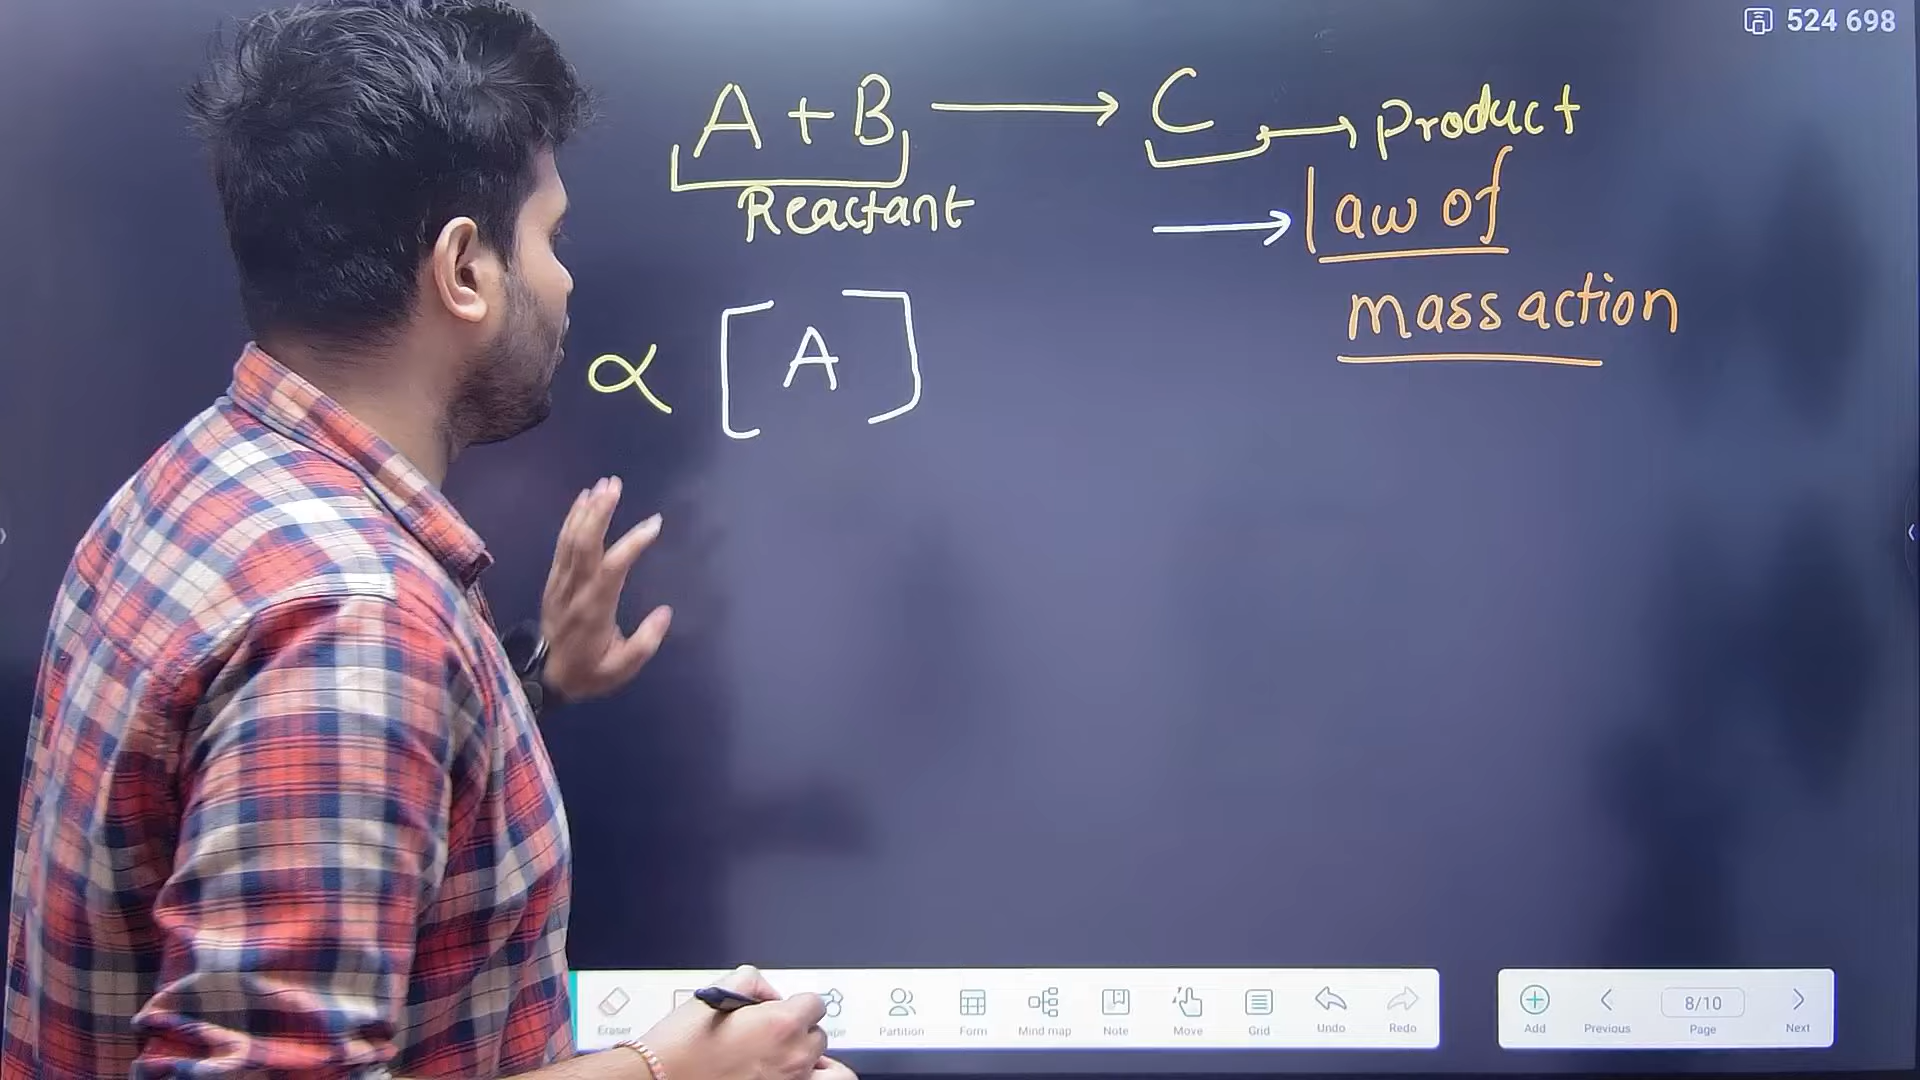 524 698
A + B → C → product
Reactant
→ law of
mass action
∝ [ A ]
Eraser
Partition
Form
Mind map
Note
Move
Grid
Undo
Redo
Add
Previous
8/10
Page
Next